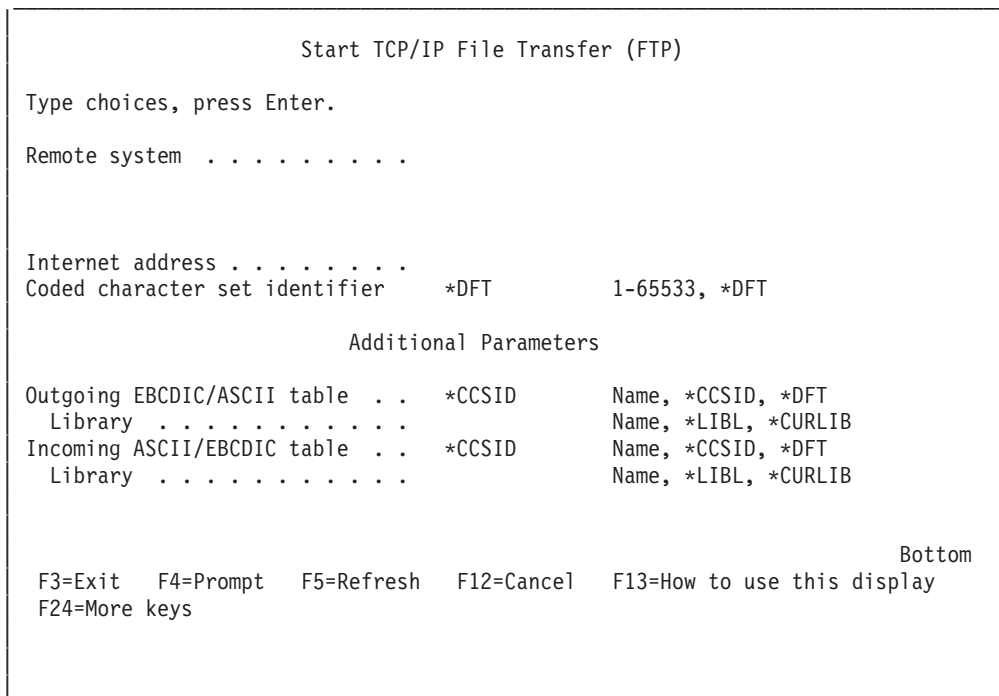 Start TCP/IP File Transfer (FTP)
Type choices, press Enter.
Remote system . . . . . . . . .
Internet address . . . . . . . .
Coded character set identifier *DFT 1-65533, *DFT
Additional Parameters
Outgoing EBCDIC/ASCII table . . *CCSID Name, *CCSID, *DFT
Library . . . . . . . . . . . Name, *LIBL, *CURLIB
Incoming ASCII/EBCDIC table . . *CCSID Name, *CCSID, *DFT
Library . . . . . . . . . . . Name, *LIBL, *CURLIB
Bottom
F3=Exit F4=Prompt F5=Refresh F12=Cancel F13=How to use this display
F24=More keys